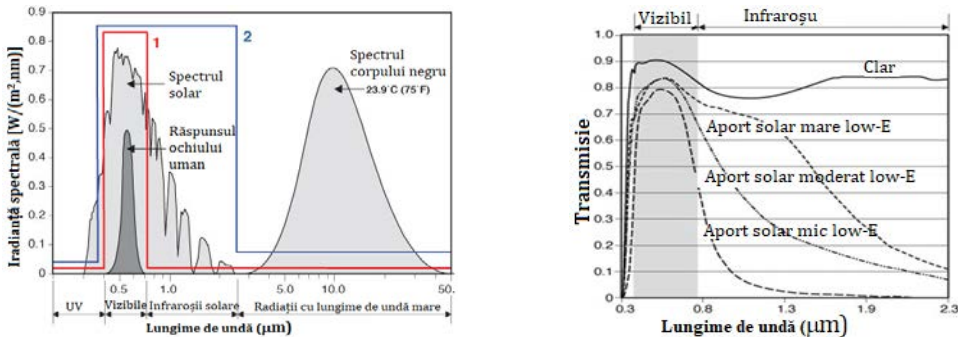 Iradianță spectrală [W/(m²,nm)]
0.9
0.8
0.7
0.6
0.5
0.4
0.3
0.2
0.1
0
1
2
Spectrul
solar
Răspunsul
ochiului
uman
Spectrul
corpului negru
23.9°C (75°F)
0.5
1.0
5.0
10.0
50.
UV
Vizibile
Infraroșii solare
Radiații cu lungime de undă mare
Lungime de undă (μm)
Vizibil
Infraroșu
Transmisie
1
0.9
0.8
0.7
0.6
0.5
0.4
0.3
0.2
0.1
0
Clar
Aport solar mare low-E
Aport solar moderat low-E
Aport solar mic low-E
0.3
0.8
1.3
1.8
2.3
Lungime de undă (μm)